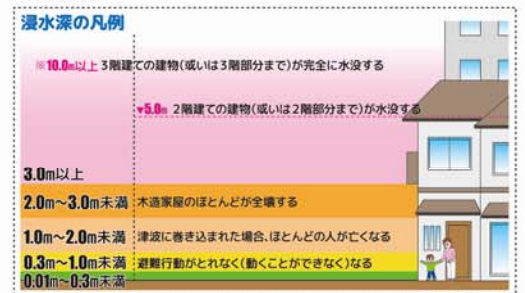 浸水深の凡例
※10.0m以上 3階建ての建物(或いは3階部分まで)が完全に水没する
▼5.0m 2階建ての建物(或いは2階部分まで)が水没する
3.0m以上
2.0m～3.0m未満 木造家屋のほとんどが全壊する
1.0m～2.0m未満 津波に巻き込まれた場合、ほとんどの人が亡くなる
0.3m～1.0m未満 避難行動がとれなく(動くことができなく)なる
0.01m～0.3m未満